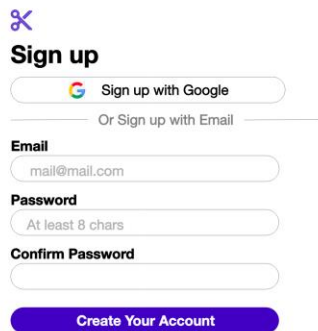 Sign up
Sign up with Google
Or Sign up with Email
Email
mail@mail.com
Password
At least 8 chars
Confirm Password
Create Your Account